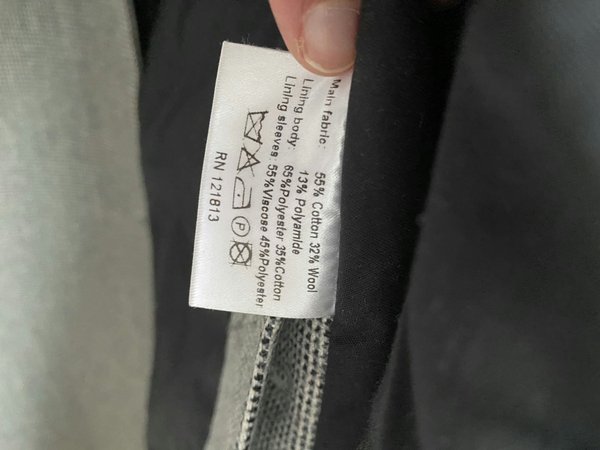 Main fabric: 55% Cotton 32% Wool
13% Polyamide
Lining body: 65%Polyester 35%Cotton
Lining sleeves: 55%Viscose 45%Polyester
P
RN 121813